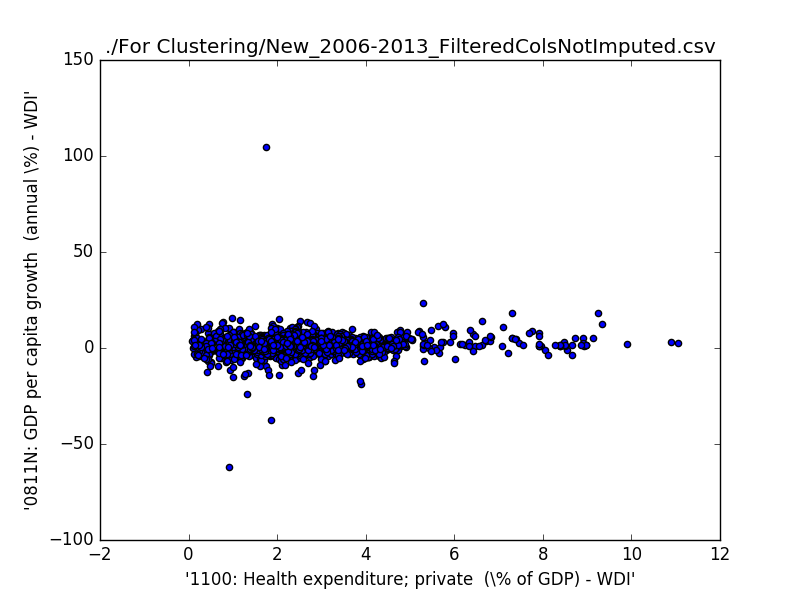 ./For Clustering/New_2006-2013_FilteredColsNotImputed.csv
150
100
50
0
−50
−100
'0811N: GDP per capita growth  (annual \%) - WDI'
−2 0 2 4 6 8 10 12
'1100: Health expenditure; private  (\% of GDP) - WDI'